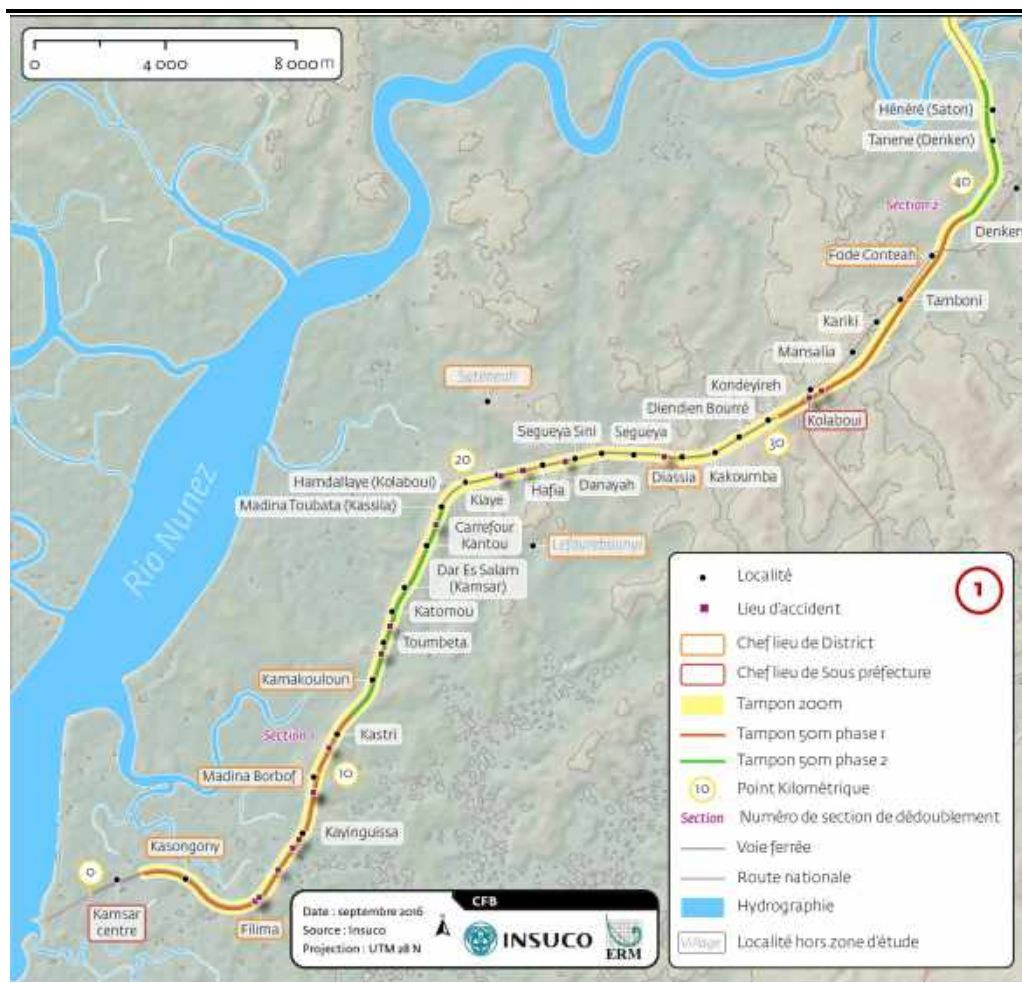 0
4 000
8 000 m
Hénéré (Satori)
Tanene (Denken)
40
Section 2
Denken
Fode Conteah
Tamboni
Kariki
Mansalia
Kondeyireh
Kolaboui
Diendien Bourré
30
Segueya Sini
Segueya
20
Hamdallaye (Kolaboui)
Kiaye
Hafia
Danayah
Diassia
Kakoumba
Madina Toubata (Kassila)
Carrefour
Kantou
Dar Es Salam
(Kamsar)
Katomou
Toumbeta
Kamakouloun
Rio Nunez
Section 1
Kastri
Madina Borbof
10
Kayinguissa
Kasongony
0
Kamsar
centre
Filima
CFB
Date : septembre 2016
Source : Insuco
Projection : UTM 28 N
INSUCO
ERM
1
Localité
Lieu d'accident
Chef lieu de District
Chef lieu de Sous préfecture
Tampon 200m
Tampon 50m phase 1
Tampon 50m phase 2
10
Point Kilométrique
Section
Numéro de section de dédoublement
Voie ferrée
Route nationale
Hydrographie
Village
Localité hors zone d'étude